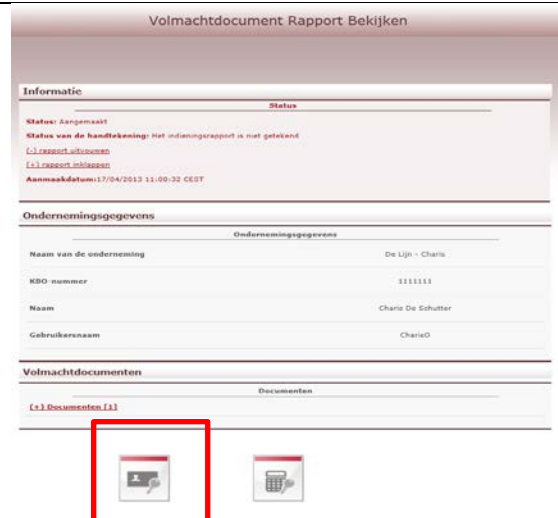 Volmachtdocument Rapport Bekijken
Informatie
Status
Status: Aangemaakt
Status van de handtekening: Het indieningsrapport is niet getekend
[-] rapport uitvouwen
[+] rapport inklappen
Aanmaakdatum:17/04/2013 11:00:32 CEST
Ondernemingsgegevens
Ondernemingsgegevens
Naam van de onderneming De Lijn - Charis
KBO-nummer 1111111
Naam Charis De Schutter
Gebruikersnaam CharisO
Volmachtdocumenten
Documenten
[+] Documenten [1]